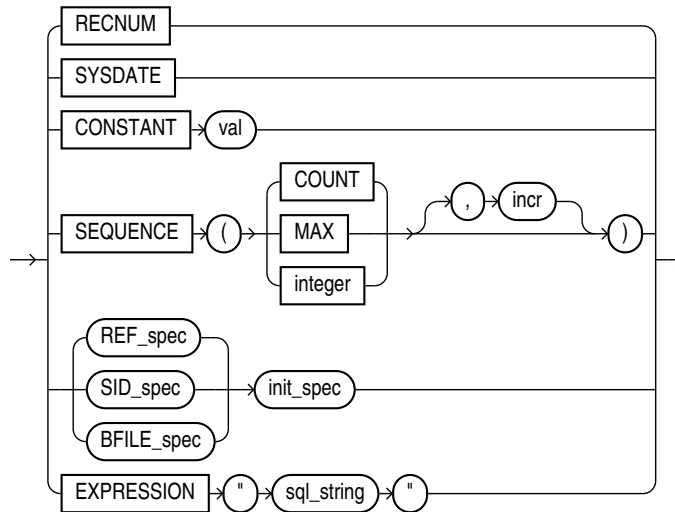 RECNUM
SYSDATE
CONSTANT val
COUNT
, incr
SEQUENCE ( MAX )
integer
REF_spec
SID_spec init_spec
BFILE_spec
EXPRESSION " sql_string "